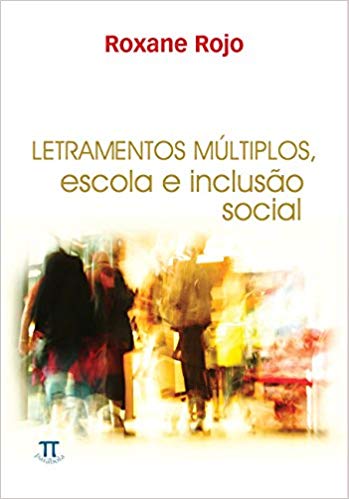 Roxane Rojo
LETRAMENTOS MÚLTIPLOS,
escola e inclusão
social
parábola